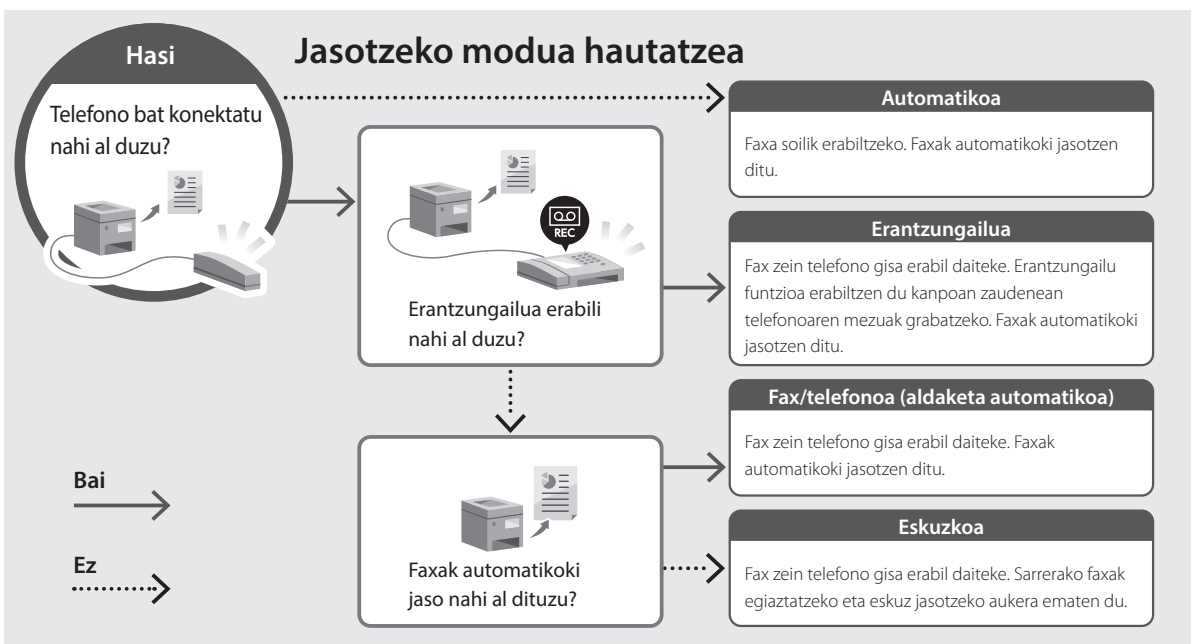 Jasotzeko modua hautatzea
Hasi
Telefono bat konektatu
nahi al duzu?
REC
Erantzungailua erabili
nahi al duzu?
Faxak automatikoki
jaso nahi al dituzu?
Automatikoa
Faxa soilik erabiltzeko. Faxak automatikoki jasotzen
ditu.
Erantzungailua
Fax zein telefono gisa erabil daiteke. Erantzungailu
funtzioa erabiltzen du kanpoan zaudenean
telefonoaren mezuak grabatzeko. Faxak automatikoki
jasotzen ditu.
Fax/telefonoa (aldaketa automatikoa)
Fax zein telefono gisa erabil daiteke. Faxak
automatikoki jasotzen ditu.
Eskuzkoa
Fax zein telefono gisa erabil daiteke. Sarrerako faxak
egiaztatzeko eta eskuz jasotzeko aukera ematen du.
Bai
Ez